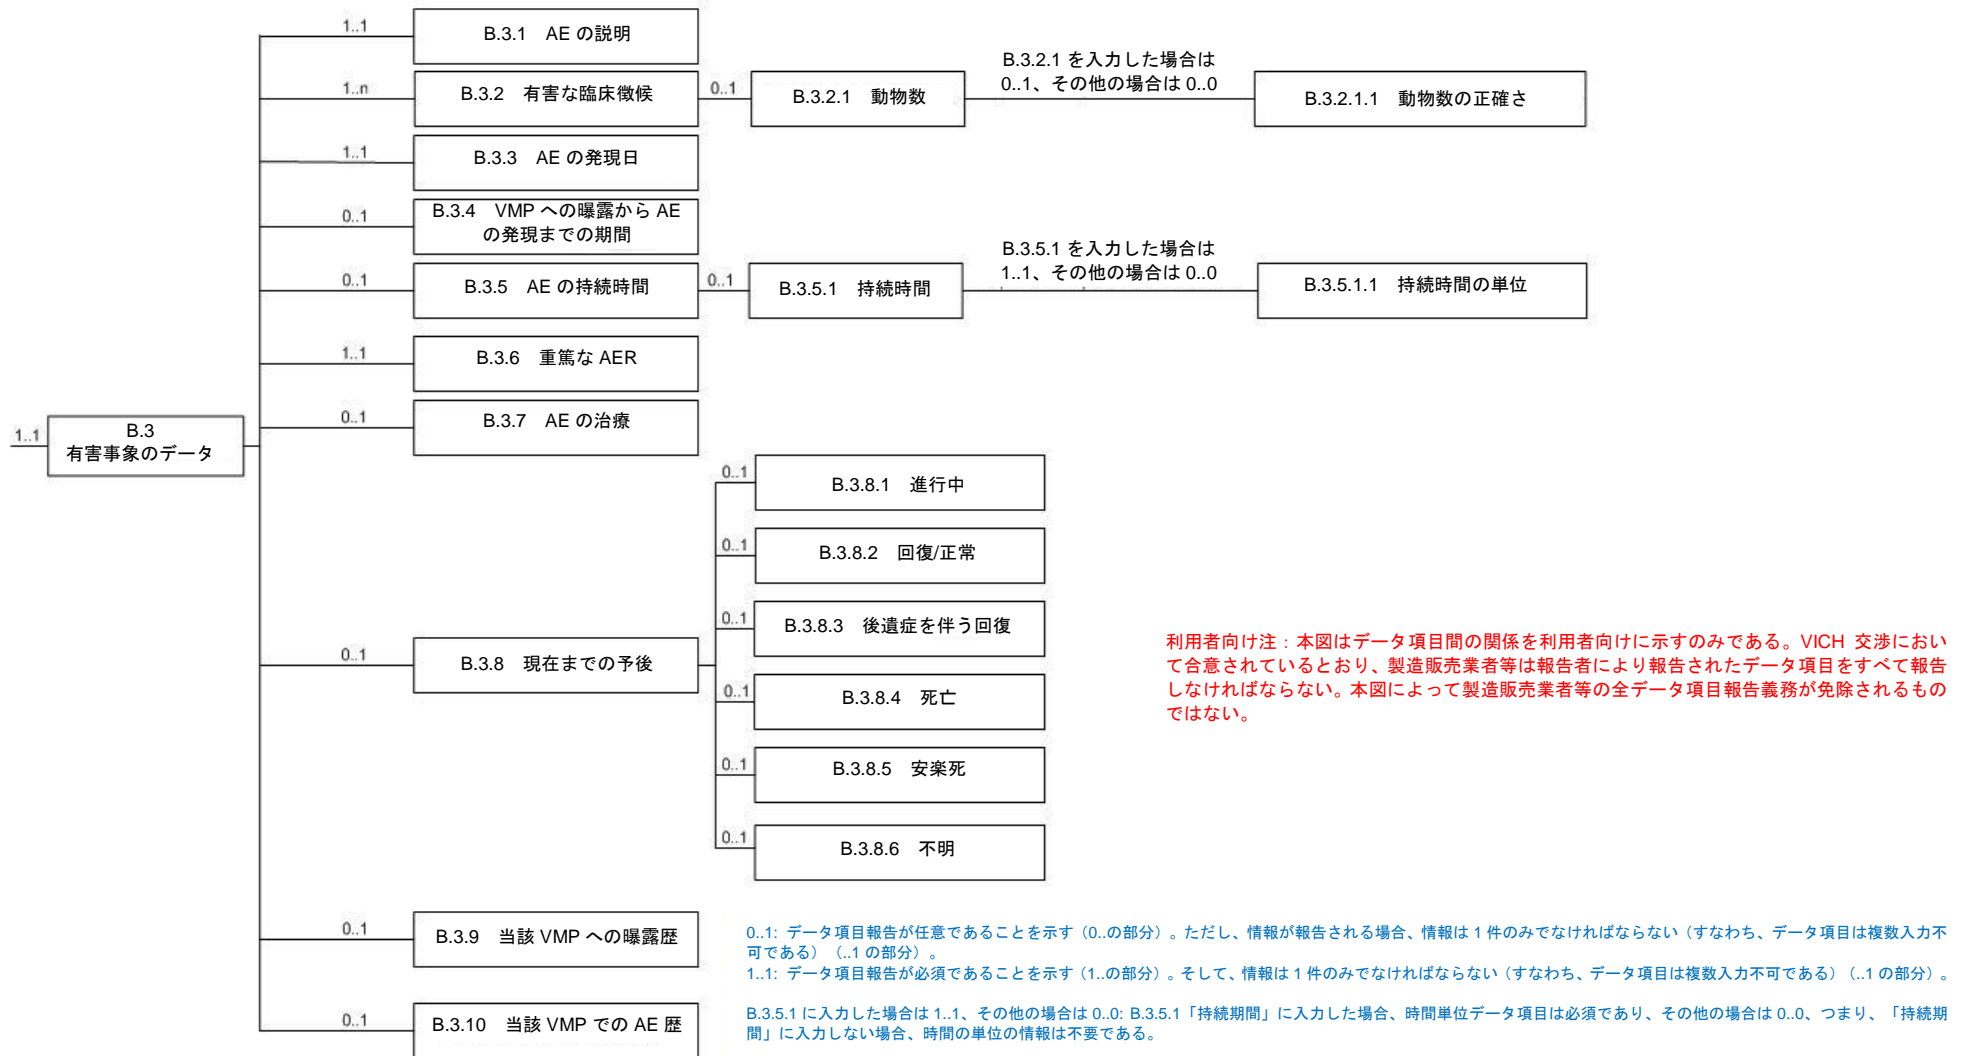 1..1
B.3.1 AE の説明
1..n
B.3.2 有害な臨床徴候
0..1
B.3.2.1 動物数
B.3.2.1 を入力した場合は
0..1、その他の場合は 0..0
B.3.2.1.1 動物数の正確さ
1..1
B.3.3 AE の発現日
0..1
B.3.4 VMP への曝露から AE
の発現までの期間
0..1
B.3.5 AE の持続時間
0..1
B.3.5.1 持続時間
B.3.5.1 を入力した場合は
1..1、その他の場合は 0..0
B.3.5.1.1 持続時間の単位
1..1
B.3.6 重篤な AER
0..1
B.3.7 AE の治療
1..1
B.3
有害事象のデータ
0..1
B.3.8 現在までの予後
0..1
B.3.8.1 進行中
0..1
B.3.8.2 回復/正常
0..1
B.3.8.3 後遺症を伴う回復
0..1
B.3.8.4 死亡
0..1
B.3.8.5 安楽死
0..1
B.3.8.6 不明
利用者向け注：本図はデータ項目間の関係を利用者向けに示すのみである。VICH 交渉におい
て合意されているとおり、製造販売業者等は報告者により報告されたデータ項目をすべて報告
しなければならない。本図によって製造販売業者等の全データ項目報告義務が免除されるもの
ではない。
0..1
B.3.9 当該 VMP への曝露歴
0..1
B.3.10 当該 VMP での AE 歴
0..1: データ項目報告が任意であることを示す（0..の部分）。ただし、情報が報告される場合、情報は 1 件のみでなければならない（すなわち、データ項目は複数入力不
可である）（..1 の部分）。
1..1: データ項目報告が必須であることを示す（1..の部分）。そして、情報は 1 件のみでなければならない（すなわち、データ項目は複数入力不可である）（..1 の部分）。
B.3.5.1 に入力した場合は 1..1、その他の場合は 0..0: B.3.5.1「持続期間」に入力した場合、時間単位データ項目は必須であり、その他の場合は 0..0、つまり、「持続期
間」に入力しない場合、時間の単位の情報は不要である。